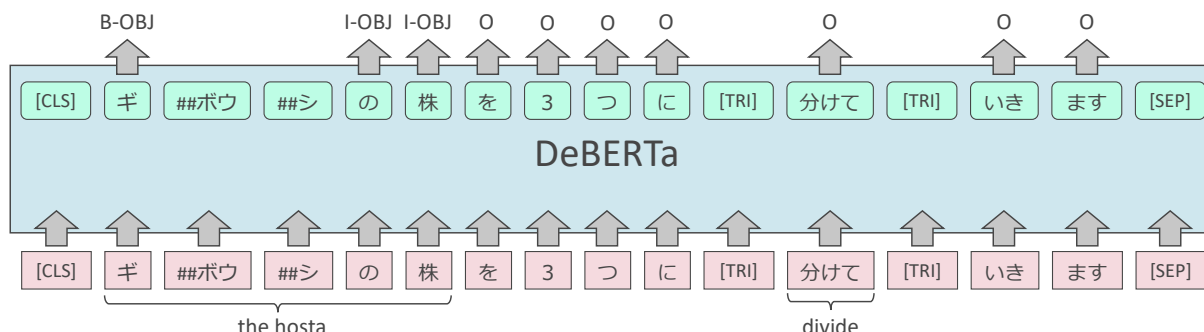 B-OBJ I-OBJ I-OBJ O O O O O O O
[CLS] ギ ##ボウ ##シ の 株 を 3 つ に [TRI] 分けて [TRI] いき ます [SEP]
DeBERTa
[CLS] ギ ##ボウ ##シ の 株 を 3 つ に [TRI] 分けて [TRI] いき ます [SEP]
the hosta divide